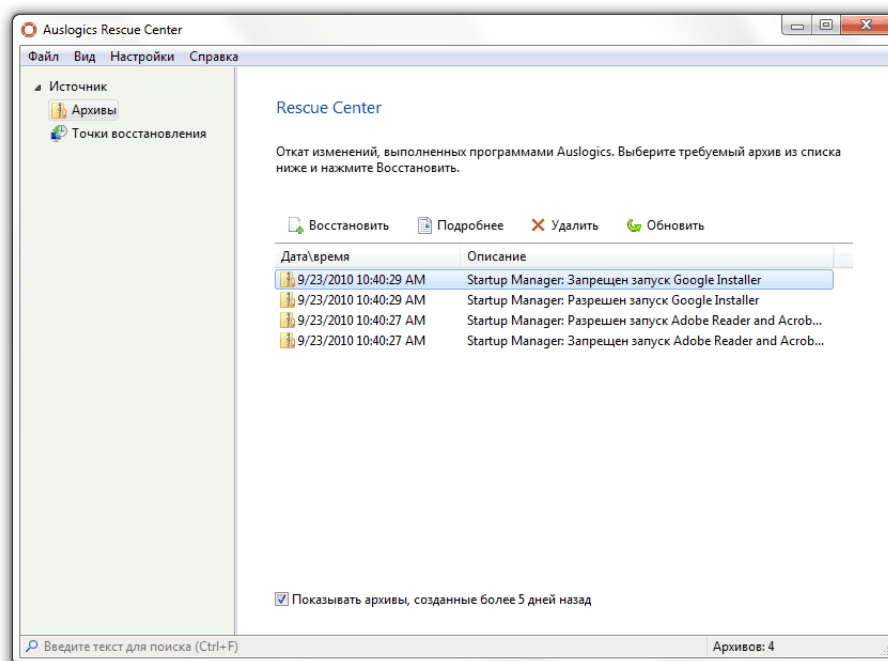 Auslogics Rescue Center
Файл Вид Настройки Справка
Источник
Архивы
Точки восстановления
Rescue Center
Откат изменений, выполненных программами Auslogics. Выберите требуемый архив из списка
ниже и нажмите Восстановить.
Восстановить Подробнее Удалить Обновить
Дата\время Описание
9/23/2010 10:40:29 AM Startup Manager: Запрещен запуск Google Installer
9/23/2010 10:40:29 AM Startup Manager: Разрешен запуск Google Installer
9/23/2010 10:40:27 AM Startup Manager: Разрешен запуск Adobe Reader and Acrob...
9/23/2010 10:40:27 AM Startup Manager: Запрещен запуск Adobe Reader and Acrob...
Показывать архивы, созданные более 5 дней назад
Введите текст для поиска (Ctrl+F) Архивов: 4